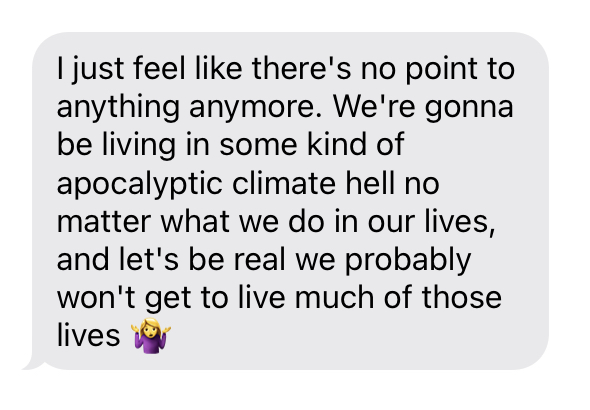 I just feel like there's no point to
anything anymore. We're gonna
be living in some kind of
apocalyptic climate hell no
matter what we do in our lives,
and let's be real we probably
won't get to live much of those
lives 🤷‍♀️